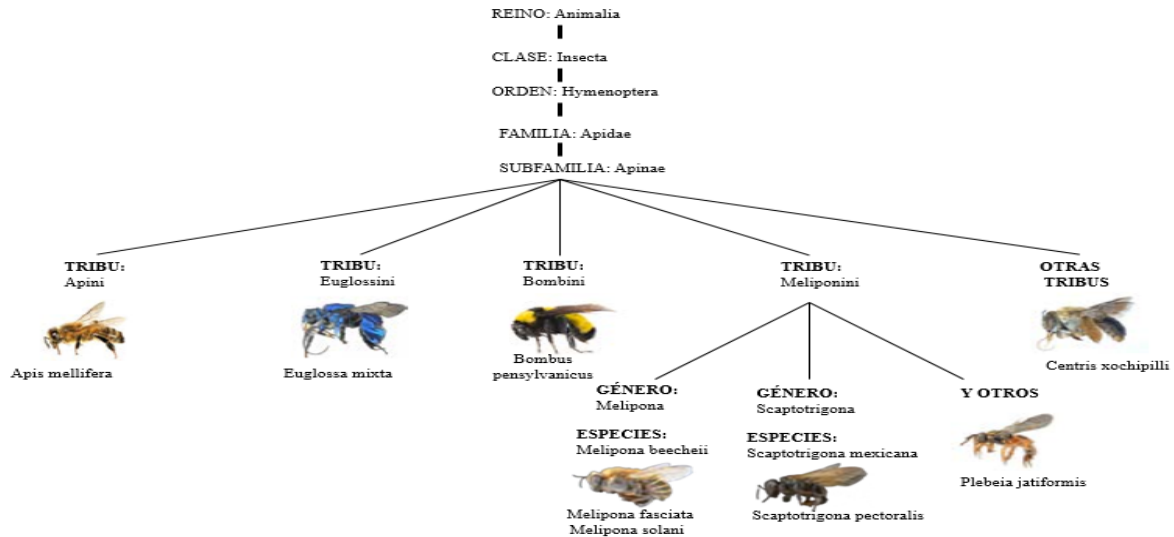 REINO: Animalia
CLASE: Insecta
ORDEN: Hymenoptera
FAMILIA: Apidae
SUBFAMILIA: Apinae
TRIBU:
Apini
Apis mellifera
TRIBU:
Euglossini
Euglossa mixta
TRIBU:
Bombini
Bombus
pensylvanicus
TRIBU:
Meliponini
OTRAS
TRIBUS
Centris xochipilli
GÉNERO:
Melipona
ESPECIES:
Melipona beecheii
Melipona fasciata
Melipona solani
GÉNERO:
Scaptotrigona
ESPECIES:
Scaptotrigona mexicana
Scaptotrigona pectoralis
Y OTROS
Plebeia jatiformis